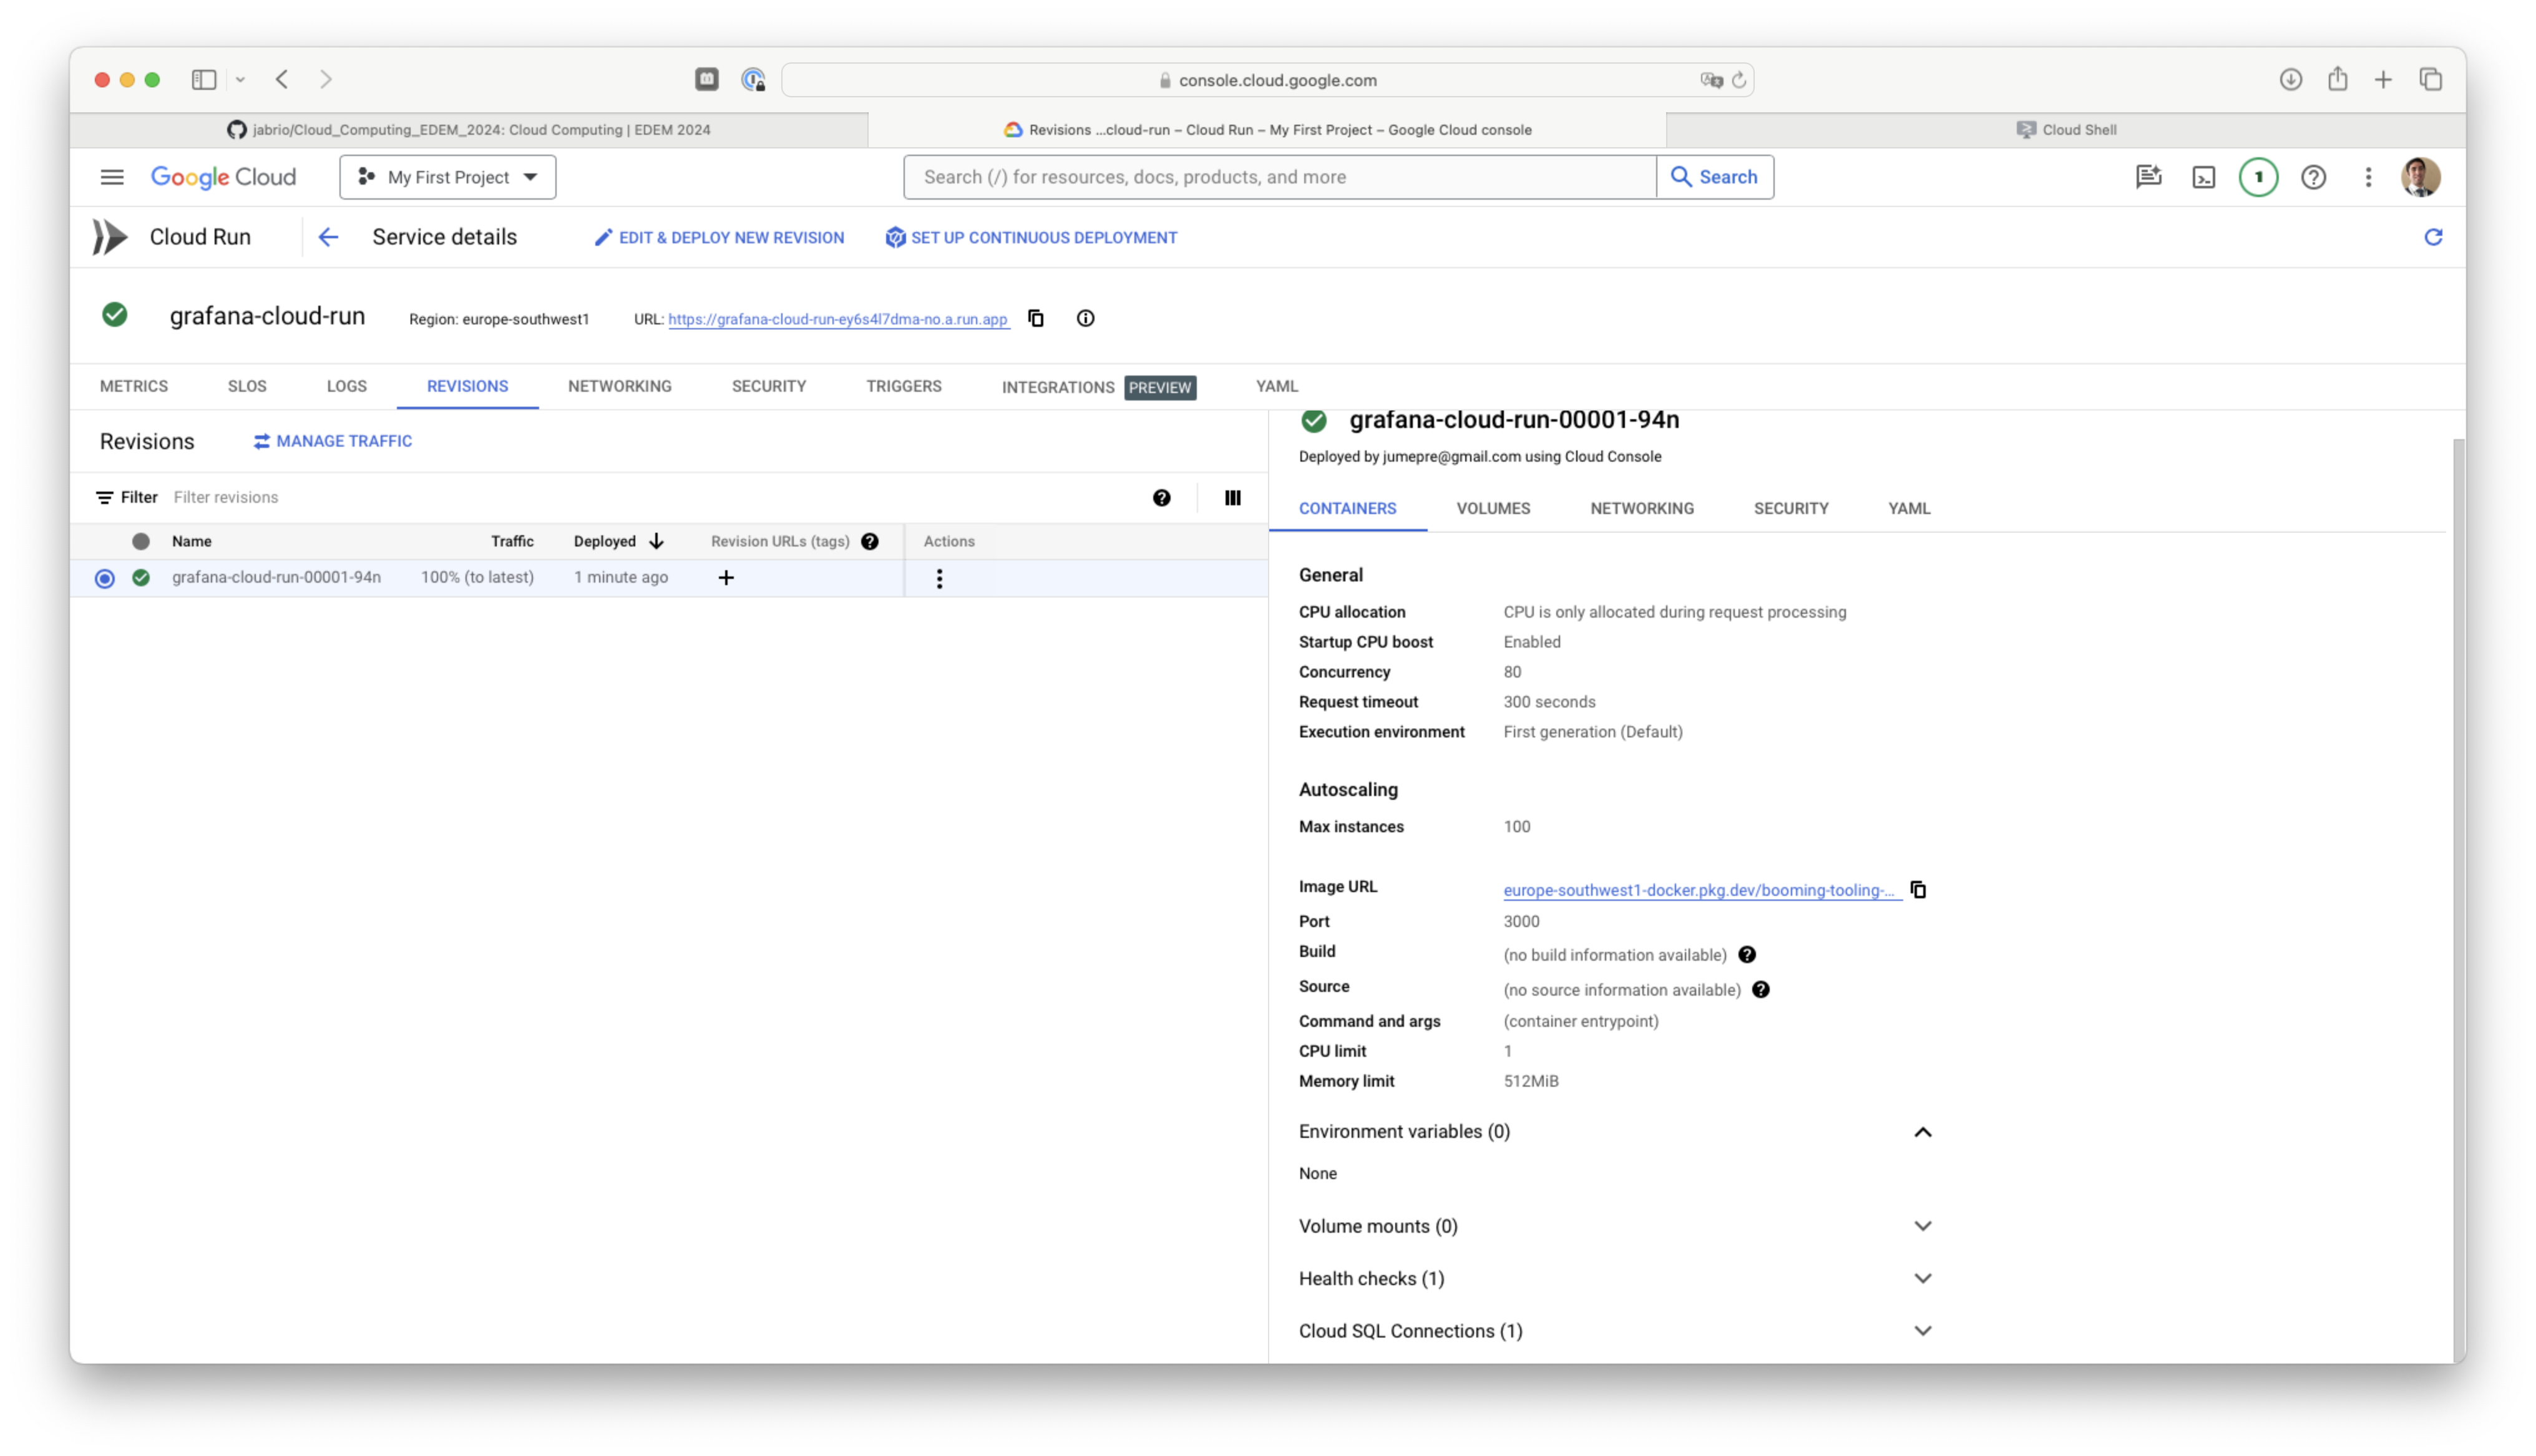 console.cloud.google.com
jabrio/Cloud_Computing_EDEM_2024: Cloud Computing | EDEM 2024
Revisions ...cloud-run – Cloud Run – My First Project – Google Cloud console
Cloud Shell
Google Cloud
My First Project
Search (/) for resources, docs, products, and more
Search
1
Cloud Run
Service details
EDIT & DEPLOY NEW REVISION
SET UP CONTINUOUS DEPLOYMENT
grafana-cloud-run
Region: europe-southwest1
URL: https://grafana-cloud-run-ey6s4l7dma-no.a.run.app
METRICS
SLOS
LOGS
REVISIONS
NETWORKING
SECURITY
TRIGGERS
INTEGRATIONS PREVIEW
YAML
Revisions
MANAGE TRAFFIC
Filter Filter revisions
Name Traffic Deployed Revision URLs (tags) Actions
grafana-cloud-run-00001-94n 100% (to latest) 1 minute ago
grafana-cloud-run-00001-94n
Deployed by jumepre@gmail.com using Cloud Console
CONTAINERS
VOLUMES
NETWORKING
SECURITY
YAML
General
CPU allocation CPU is only allocated during request processing
Startup CPU boost Enabled
Concurrency 80
Request timeout 300 seconds
Execution environment First generation (Default)
Autoscaling
Max instances 100
Image URL europe-southwest1-docker.pkg.dev/booming-tooling-...
Port 3000
Build (no build information available)
Source (no source information available)
Command and args (container entrypoint)
CPU limit 1
Memory limit 512MiB
Environment variables (0)
None
Volume mounts (0)
Health checks (1)
Cloud SQL Connections (1)